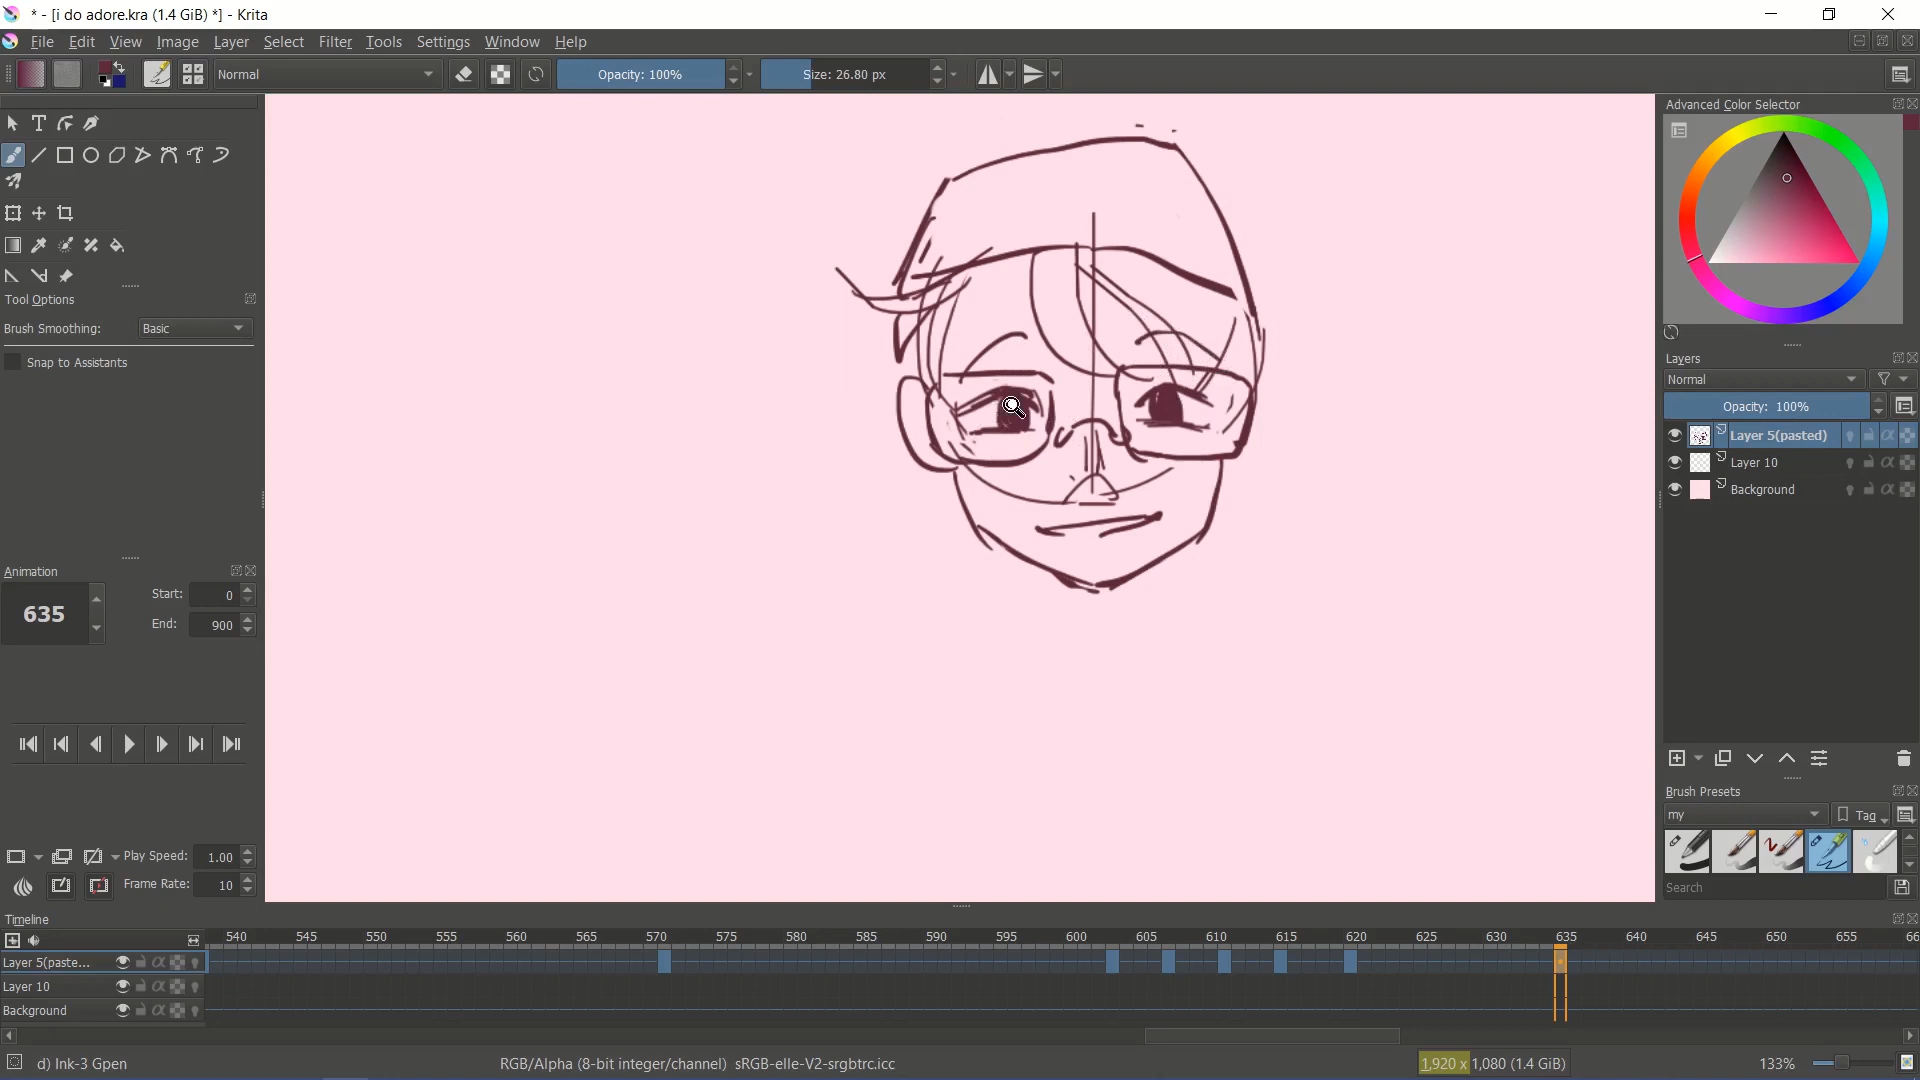 * - [i do adore.kra (1.4 GiB) *] - Krita
File Edit View Image Layer Select Filter Tools Settings Window Help
Normal
Opacity: 100%
Size: 26.80 px
Tool Options
Brush Smoothing: Basic
Snap to Assistants
Animation
635
Start: 0
End: 900
Play Speed: 1.00
Frame Rate: 10
Advanced Color Selector
Layers
Normal
Opacity: 100%
Layer 5(pasted)
Layer 10
Background
Brush Presets
my
Tag
Search
Timeline
540 545 550 555 560 565 570 575 580 585 590 595 600 605 610 615 620 625 630 635 640 645 650 655 66
Layer 5(paste...
Layer 10
Background
d) Ink-3 Gpen
RGB/Alpha (8-bit integer/channel) sRGB-elle-V2-srgbtrc.icc
1,920 x 1,080 (1.4 GiB)
133%